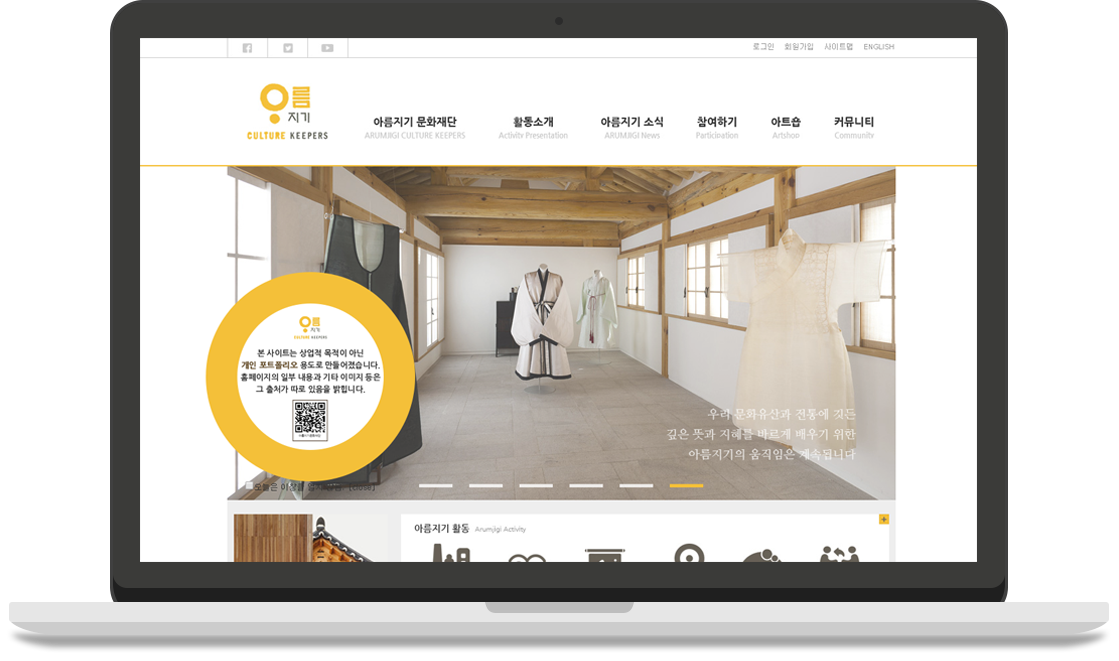 로그인 회원가입 사이트맵 ENGLISH
아름지기
CULTURE KEEPERS
아름지기 문화재단 활동소개 아름지기 소식 참여하기 아트숍 커뮤니티
ARUMJIGI CULTURE KEEPERS Activity Presentation ARUMJIGI News Participation Artshop Community
아름지기
CULTURE KEEPERS
본 사이트는 상업적 목적이 아닌
개인 포트폴리오 용도로 만들어졌습니다.
홈페이지의 일부 내용과 기타 이미지 등은
그 출처가 따로 있음을 밝힙니다.
우리 문화유산과 전통에 깃든
깊은 뜻과 지혜를 바르게 배우기 위한
아름지기의 움직임은 계속됩니다
오늘은 이 창을
아름지기 활동 Arumjigi Activity